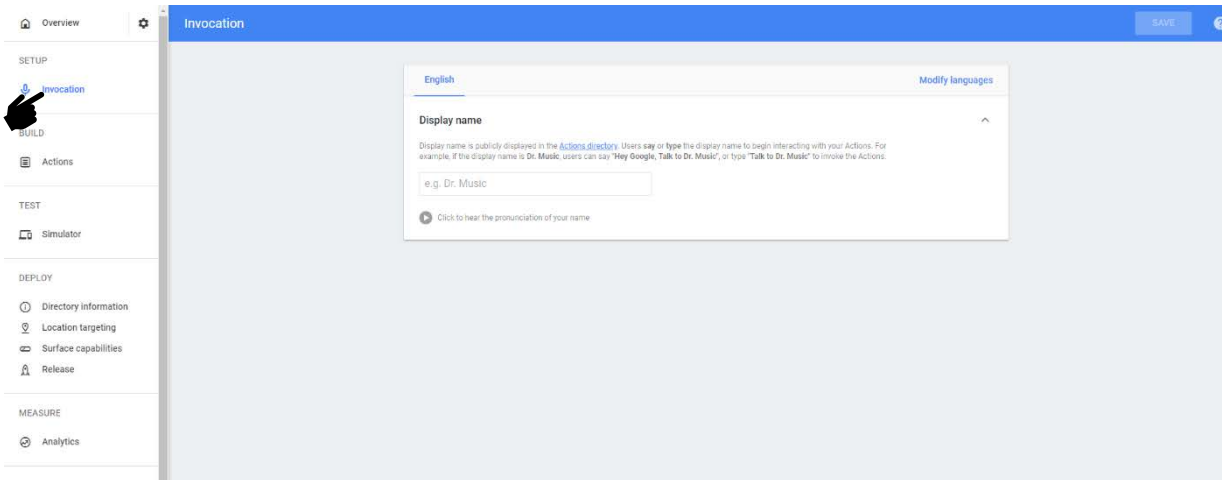 Overview
SETUP
Invocation
BUILD
Actions
TEST
Simulator
DEPLOY
Directory information
Location targeting
Surface capabilities
Release
MEASURE
Analytics
Invocation
SAVE
English
Modify languages
Display name
Display name is publicly displayed in the Actions directory. Users say or type the display name to begin interacting with your Actions. For
example, if the display name is Dr. Music, users can say "Hey Google, Talk to Dr. Music", or type "Talk to Dr. Music" to invoke the Actions.
e.g. Dr. Music
Click to hear the pronunciation of your name